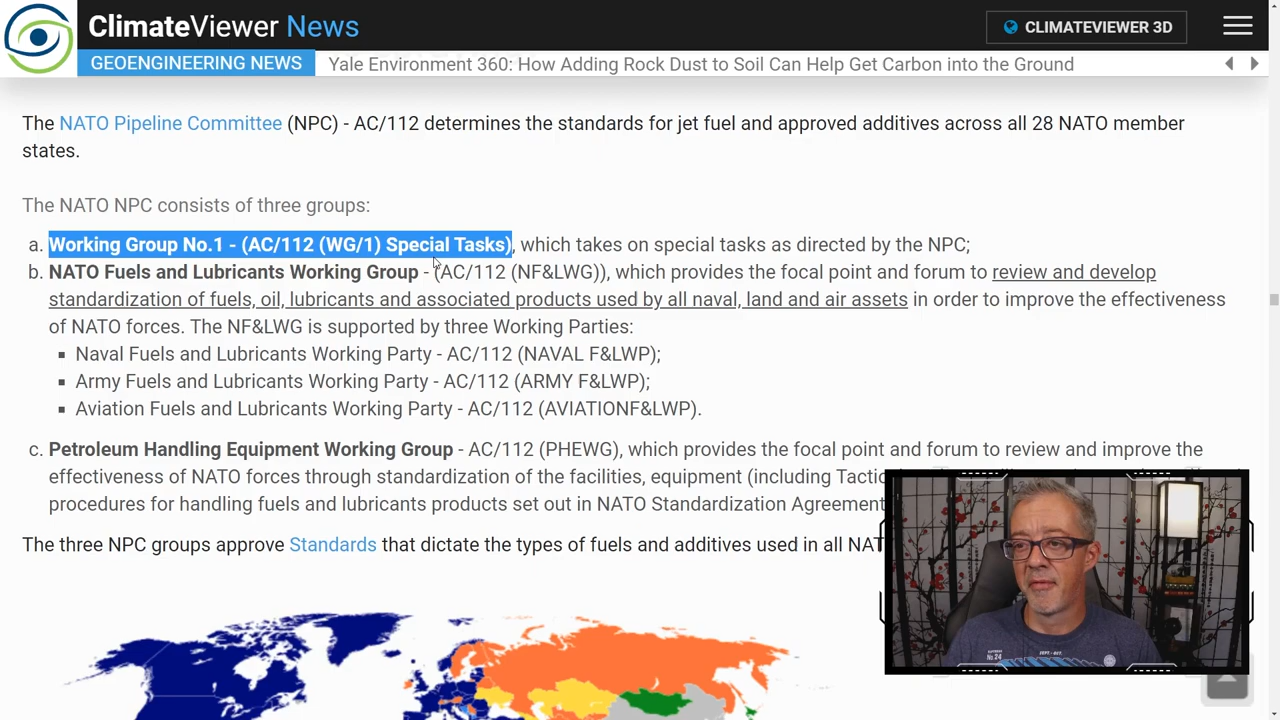 ClimateViewer News
CLIMATEVIEWER 3D
GEOENGINEERING NEWS
Yale Environment 360: How Adding Rock Dust to Soil Can Help Get Carbon into the Ground
The NATO Pipeline Committee (NPC) - AC/112 determines the standards for jet fuel and approved additives across all 28 NATO member
states.
The NATO NPC consists of three groups:
a. Working Group No.1 - (AC/112 (WG/1) Special Tasks), which takes on special tasks as directed by the NPC;
b. NATO Fuels and Lubricants Working Group - (AC/112 (NF&LWG)), which provides the focal point and forum to review and develop
standardization of fuels, oil, lubricants and associated products used by all naval, land and air assets in order to improve the effectiveness
of NATO forces. The NF&LWG is supported by three Working Parties:
▪ Naval Fuels and Lubricants Working Party - AC/112 (NAVAL F&LWP);
▪ Army Fuels and Lubricants Working Party - AC/112 (ARMY F&LWP);
▪ Aviation Fuels and Lubricants Working Party - AC/112 (AVIATIONF&LWP).
c. Petroleum Handling Equipment Working Group - AC/112 (PHEWG), which provides the focal point and forum to review and improve the
effectiveness of NATO forces through standardization of the facilities, equipment (including
procedures for handling fuels and lubricants products set out in NATO Standardization Agreement
The three NPC groups approve Standards that dictate the types of fuels and additives used in all